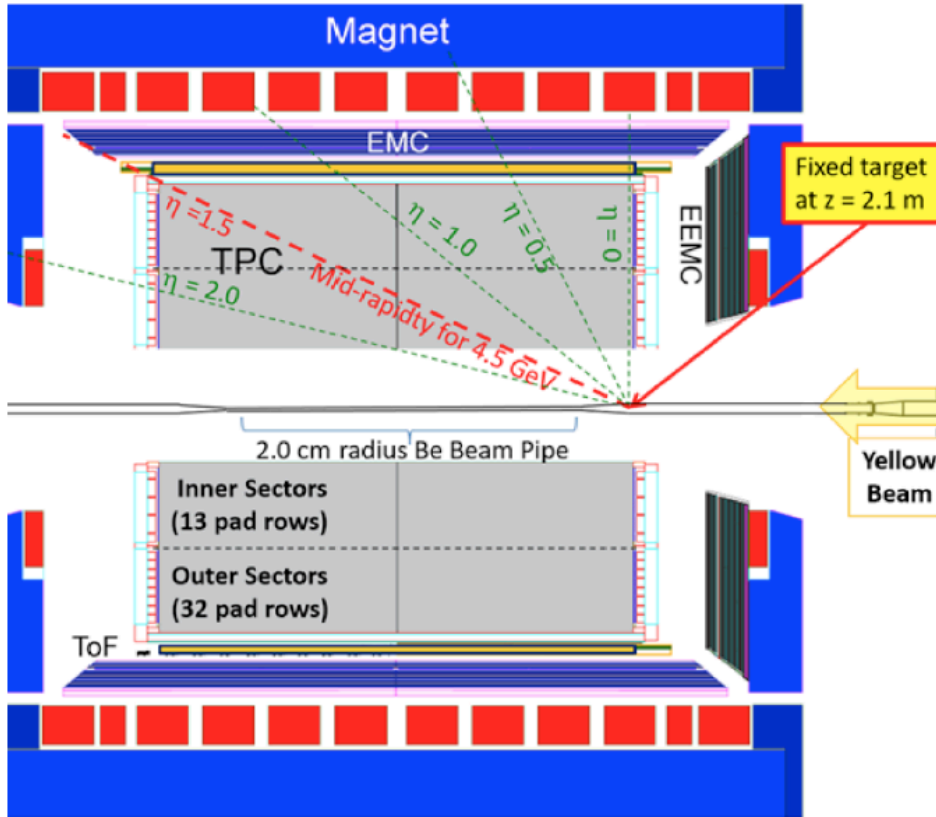 Magnet
EMC
Fixed target
at z = 2.1 m
EEMC
η = 0
η = 0.5
η = 1.0
η =1.5
TPC
η = 2.0
Mid-rapidty for 4.5 GeV
2.0 cm radius Be Beam Pipe
Yellow
Beam
Inner Sectors
(13 pad rows)
Outer Sectors
(32 pad rows)
ToF